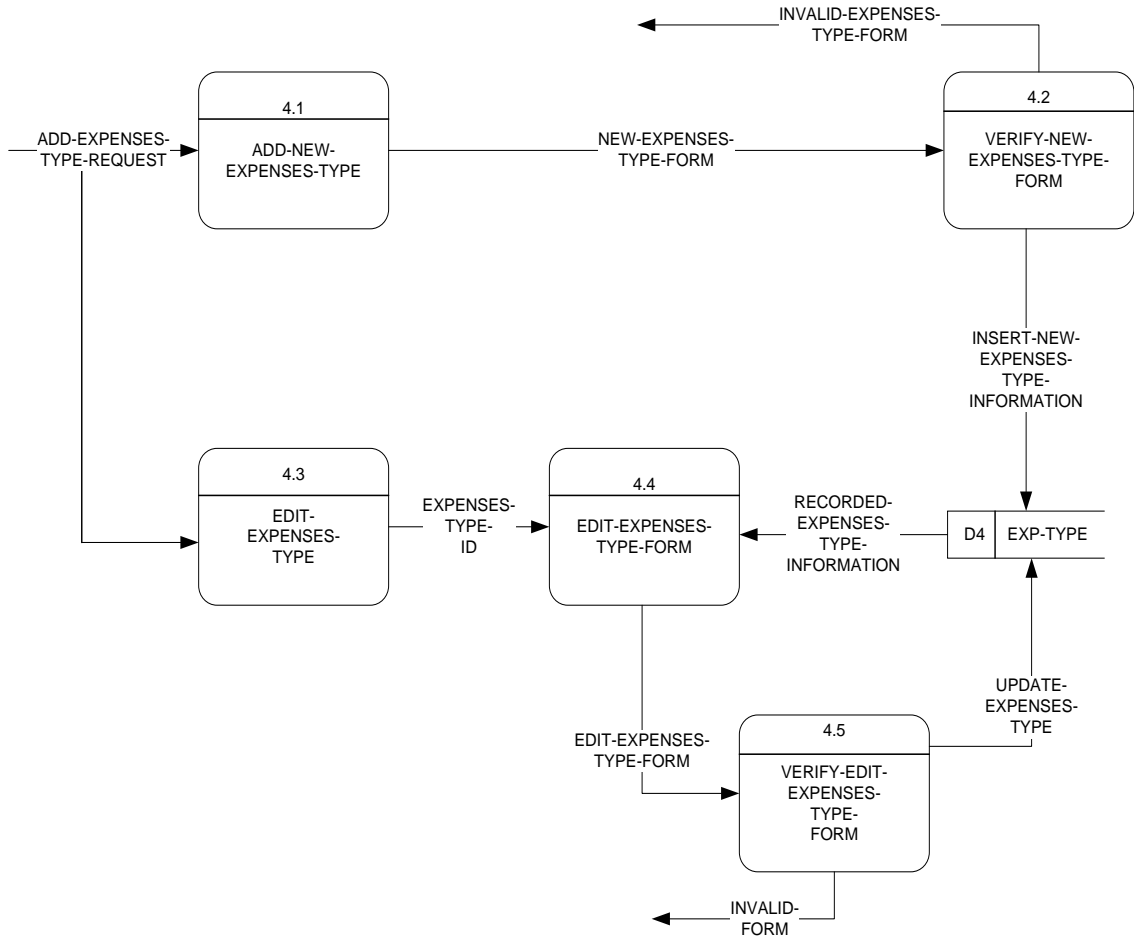 INVALID-EXPENSES-
TYPE-FORM
4.1
ADD-NEW-
EXPENSES-TYPE
4.2
VERIFY-NEW-
EXPENSES-TYPE-
FORM
ADD-EXPENSES-
TYPE-REQUEST
NEW-EXPENSES-
TYPE-FORM
INSERT-NEW-
EXPENSES-
TYPE-
INFORMATION
4.3
EDIT-
EXPENSES-
TYPE
EXPENSES-
TYPE-
ID
4.4
EDIT-EXPENSES-
TYPE-FORM
RECORDED-
EXPENSES-
TYPE-
INFORMATION
D4 EXP-TYPE
EDIT-EXPENSES-
TYPE-FORM
4.5
VERIFY-EDIT-
EXPENSES-
TYPE-
FORM
UPDATE-
EXPENSES-
TYPE
INVALID-
FORM